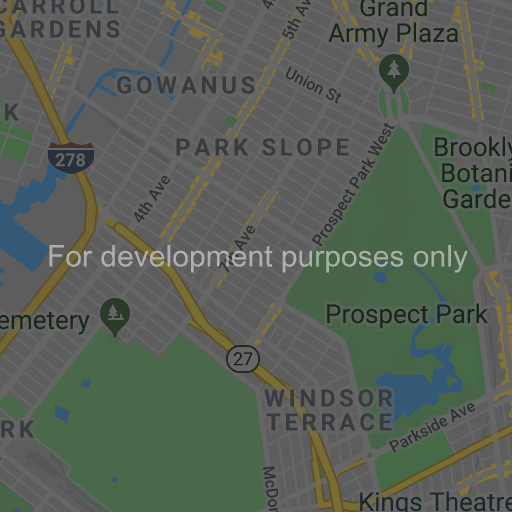 CARROLL
GARDENS
4th
5th Ave
Grand
Army Plaza
GOWANUS
Union St
K
PARK SLOPE
278
Brookly
Botani
Garde
4th Ave
Prospect Park West
7th Ave
For development purposes only
emetery
Prospect Park
27
WINDSOR
TERRACE
RK
Parkside Ave
McDon
Kings Theatre